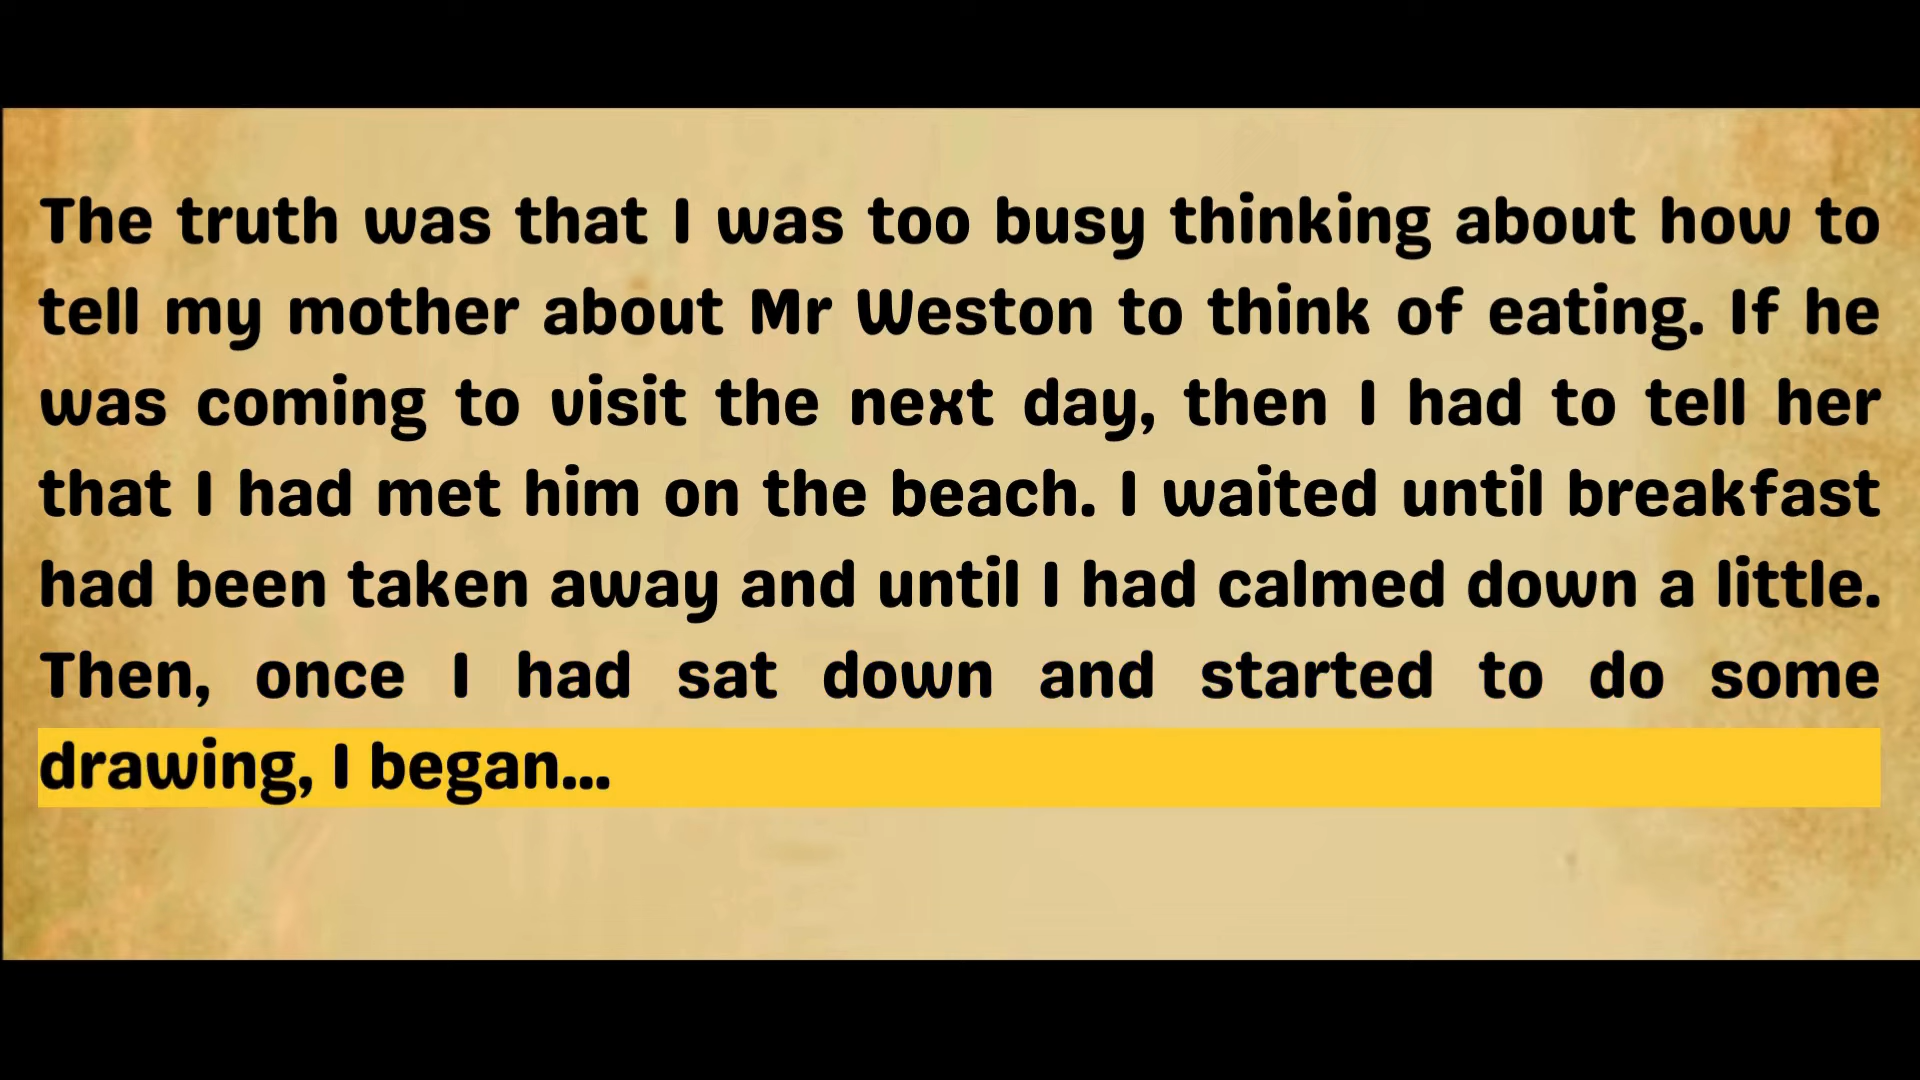 The truth was that I was too busy thinking about how to
tell my mother about Mr Weston to think of eating. If he
was coming to visit the next day, then I had to tell her
that I had met him on the beach. I waited until breakfast
had been taken away and until I had calmed down a little.
Then, once I had sat down and started to do some
drawing, I began...